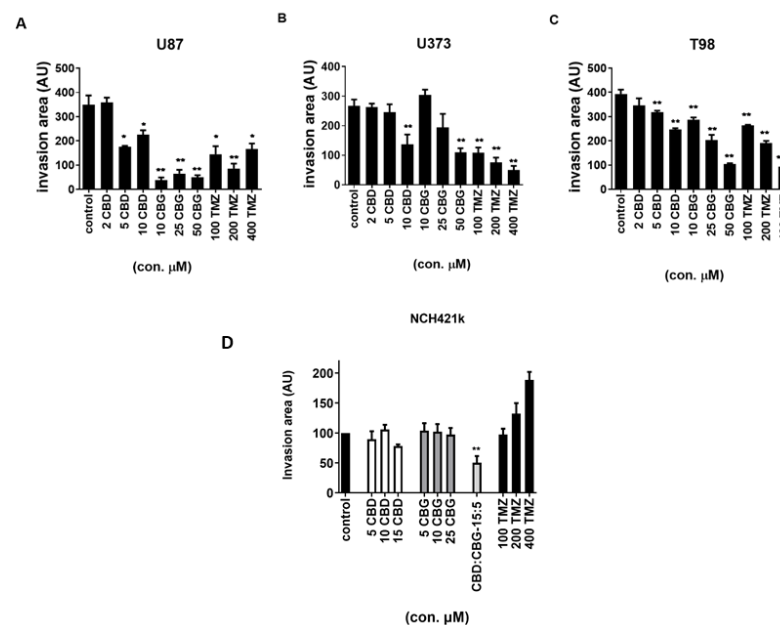 A
U87
invasion area (AU)
500
400
300
200
100
0
*
*
**
**
**
*
**
*
control
2 CBD
5 CBD
10 CBD
10 CBG
25 CBG
50 CBG
100 TMZ
200 TMZ
400 TMZ
(con. µM)
B
U373
invasion area (AU)
400
300
200
100
0
**
**
**
**
**
control
2 CBD
5 CBD
10 CBD
10 CBG
25 CBG
50 CBG
100 TMZ
200 TMZ
400 TMZ
(con. µM)
C
T98
invasion area (AU)
500
400
300
200
100
0
**
**
**
**
**
**
**
control
2 CBD
5 CBD
10 CBD
10 CBG
25 CBG
50 CBG
100 TMZ
200 TMZ
(con. µM)
D
NCH421k
Invasion area (AU)
200
150
100
50
0
**
control
5 CBD
10 CBD
15 CBD
5 CBG
10 CBG
25 CBG
CBD:CBG-15:5
100 TMZ
200 TMZ
400 TMZ
(con. µM)